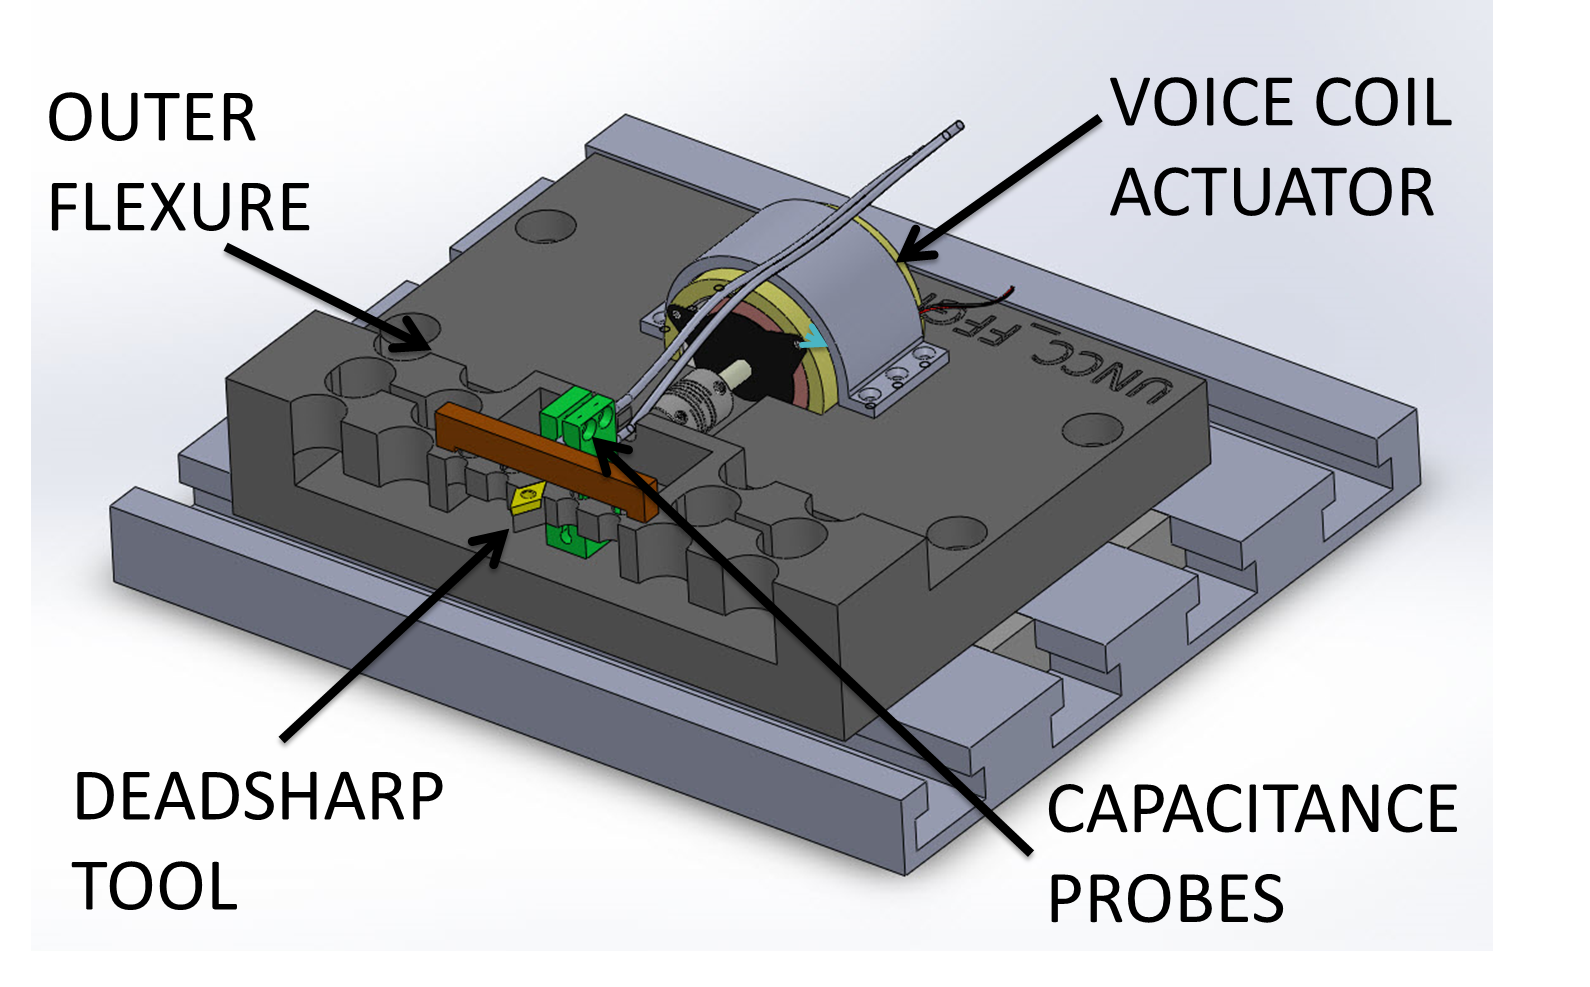 OUTER
FLEXURE
VOICE COIL
ACTUATOR
DEADSHARP
TOOL
CAPACITANCE
PROBES